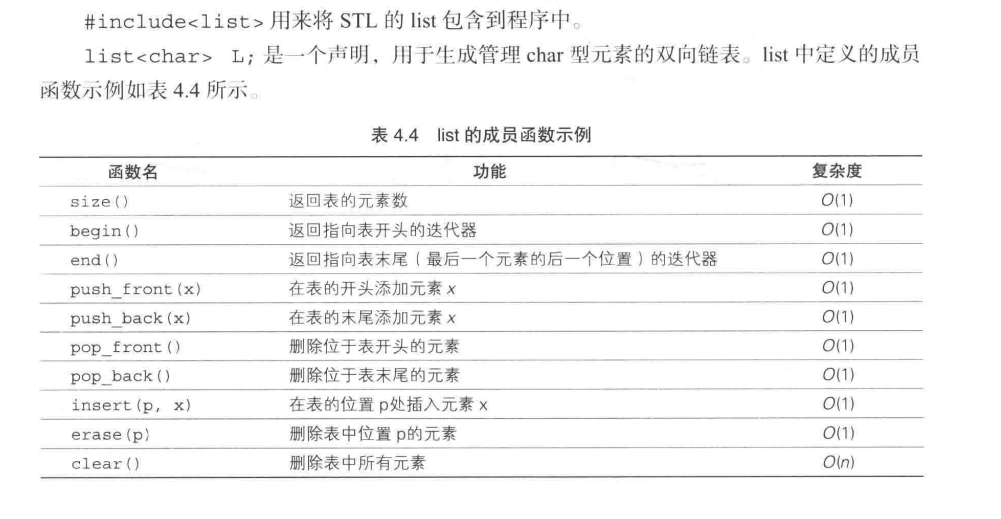 #include<list> 用来将 STL 的 list 包含到程序中。
list<char> L; 是一个声明，用于生成管理 char 型元素的双向链表。list 中定义的成员
函数示例如表 4.4 所示。
表 4.4 list 的成员函数示例
函数名 功能 复杂度
size() 返回表的元素数 O(1)
begin() 返回指向表开头的迭代器 O(1)
end() 返回指向表末尾（最后一个元素的后一个位置）的迭代器 O(1)
push_front(x) 在表的开头添加元素 x O(1)
push_back(x) 在表的末尾添加元素 x O(1)
pop_front() 删除位于表开头的元素 O(1)
pop_back() 删除位于表末尾的元素 O(1)
insert(p, x) 在表的位置 p处插入元素 x O(1)
erase(p) 删除表中位置 p的元素 O(1)
clear() 删除表中所有元素 O(n)